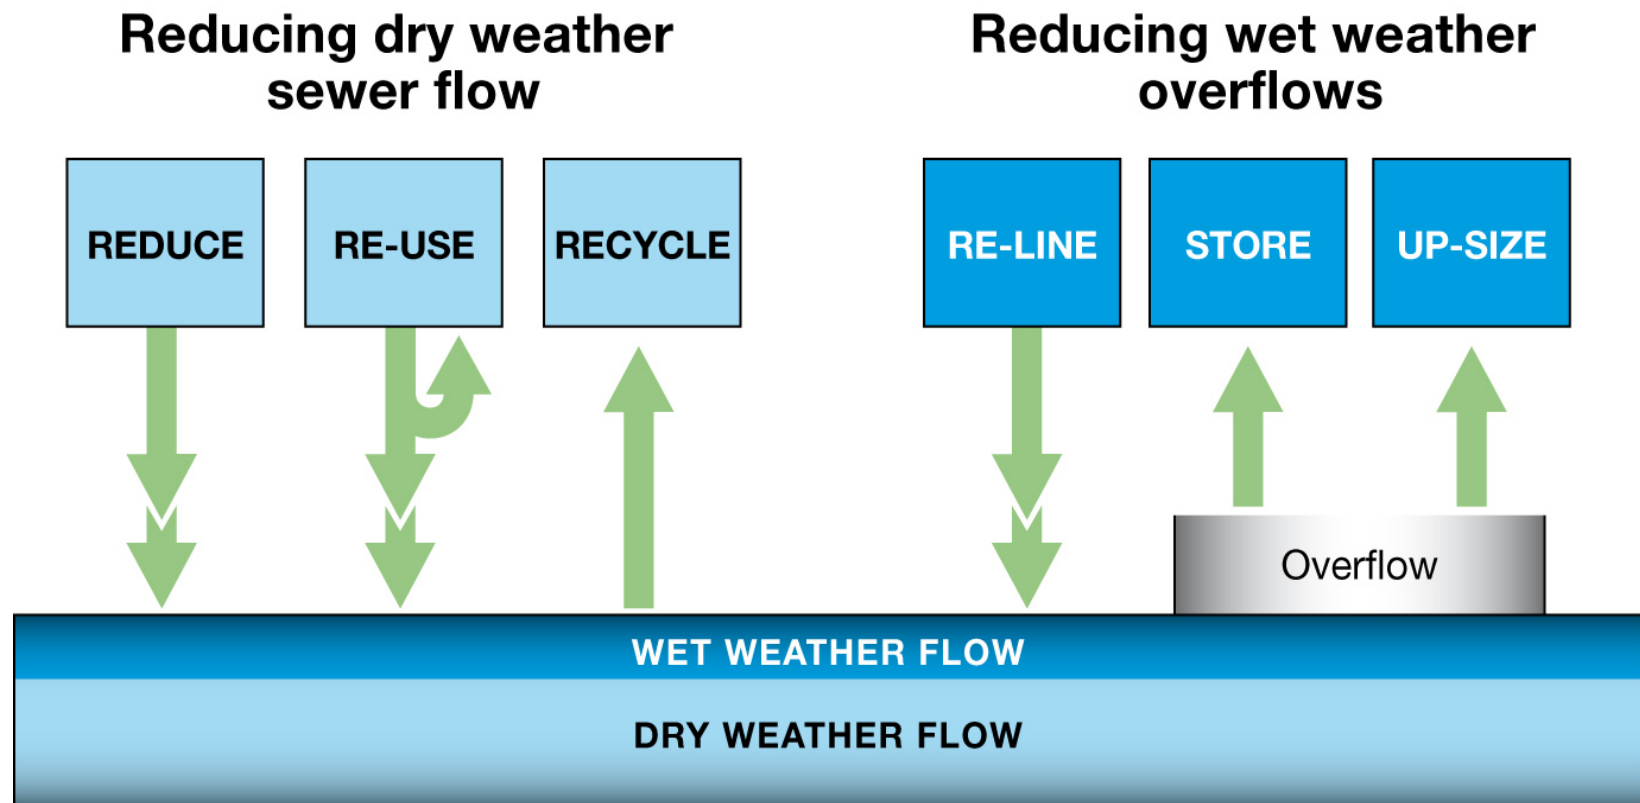 Reducing dry weather
sewer flow
Reducing wet weather
overflows
REDUCE
RE-USE
RECYCLE
RE-LINE
STORE
UP-SIZE
Overflow
WET WEATHER FLOW
DRY WEATHER FLOW